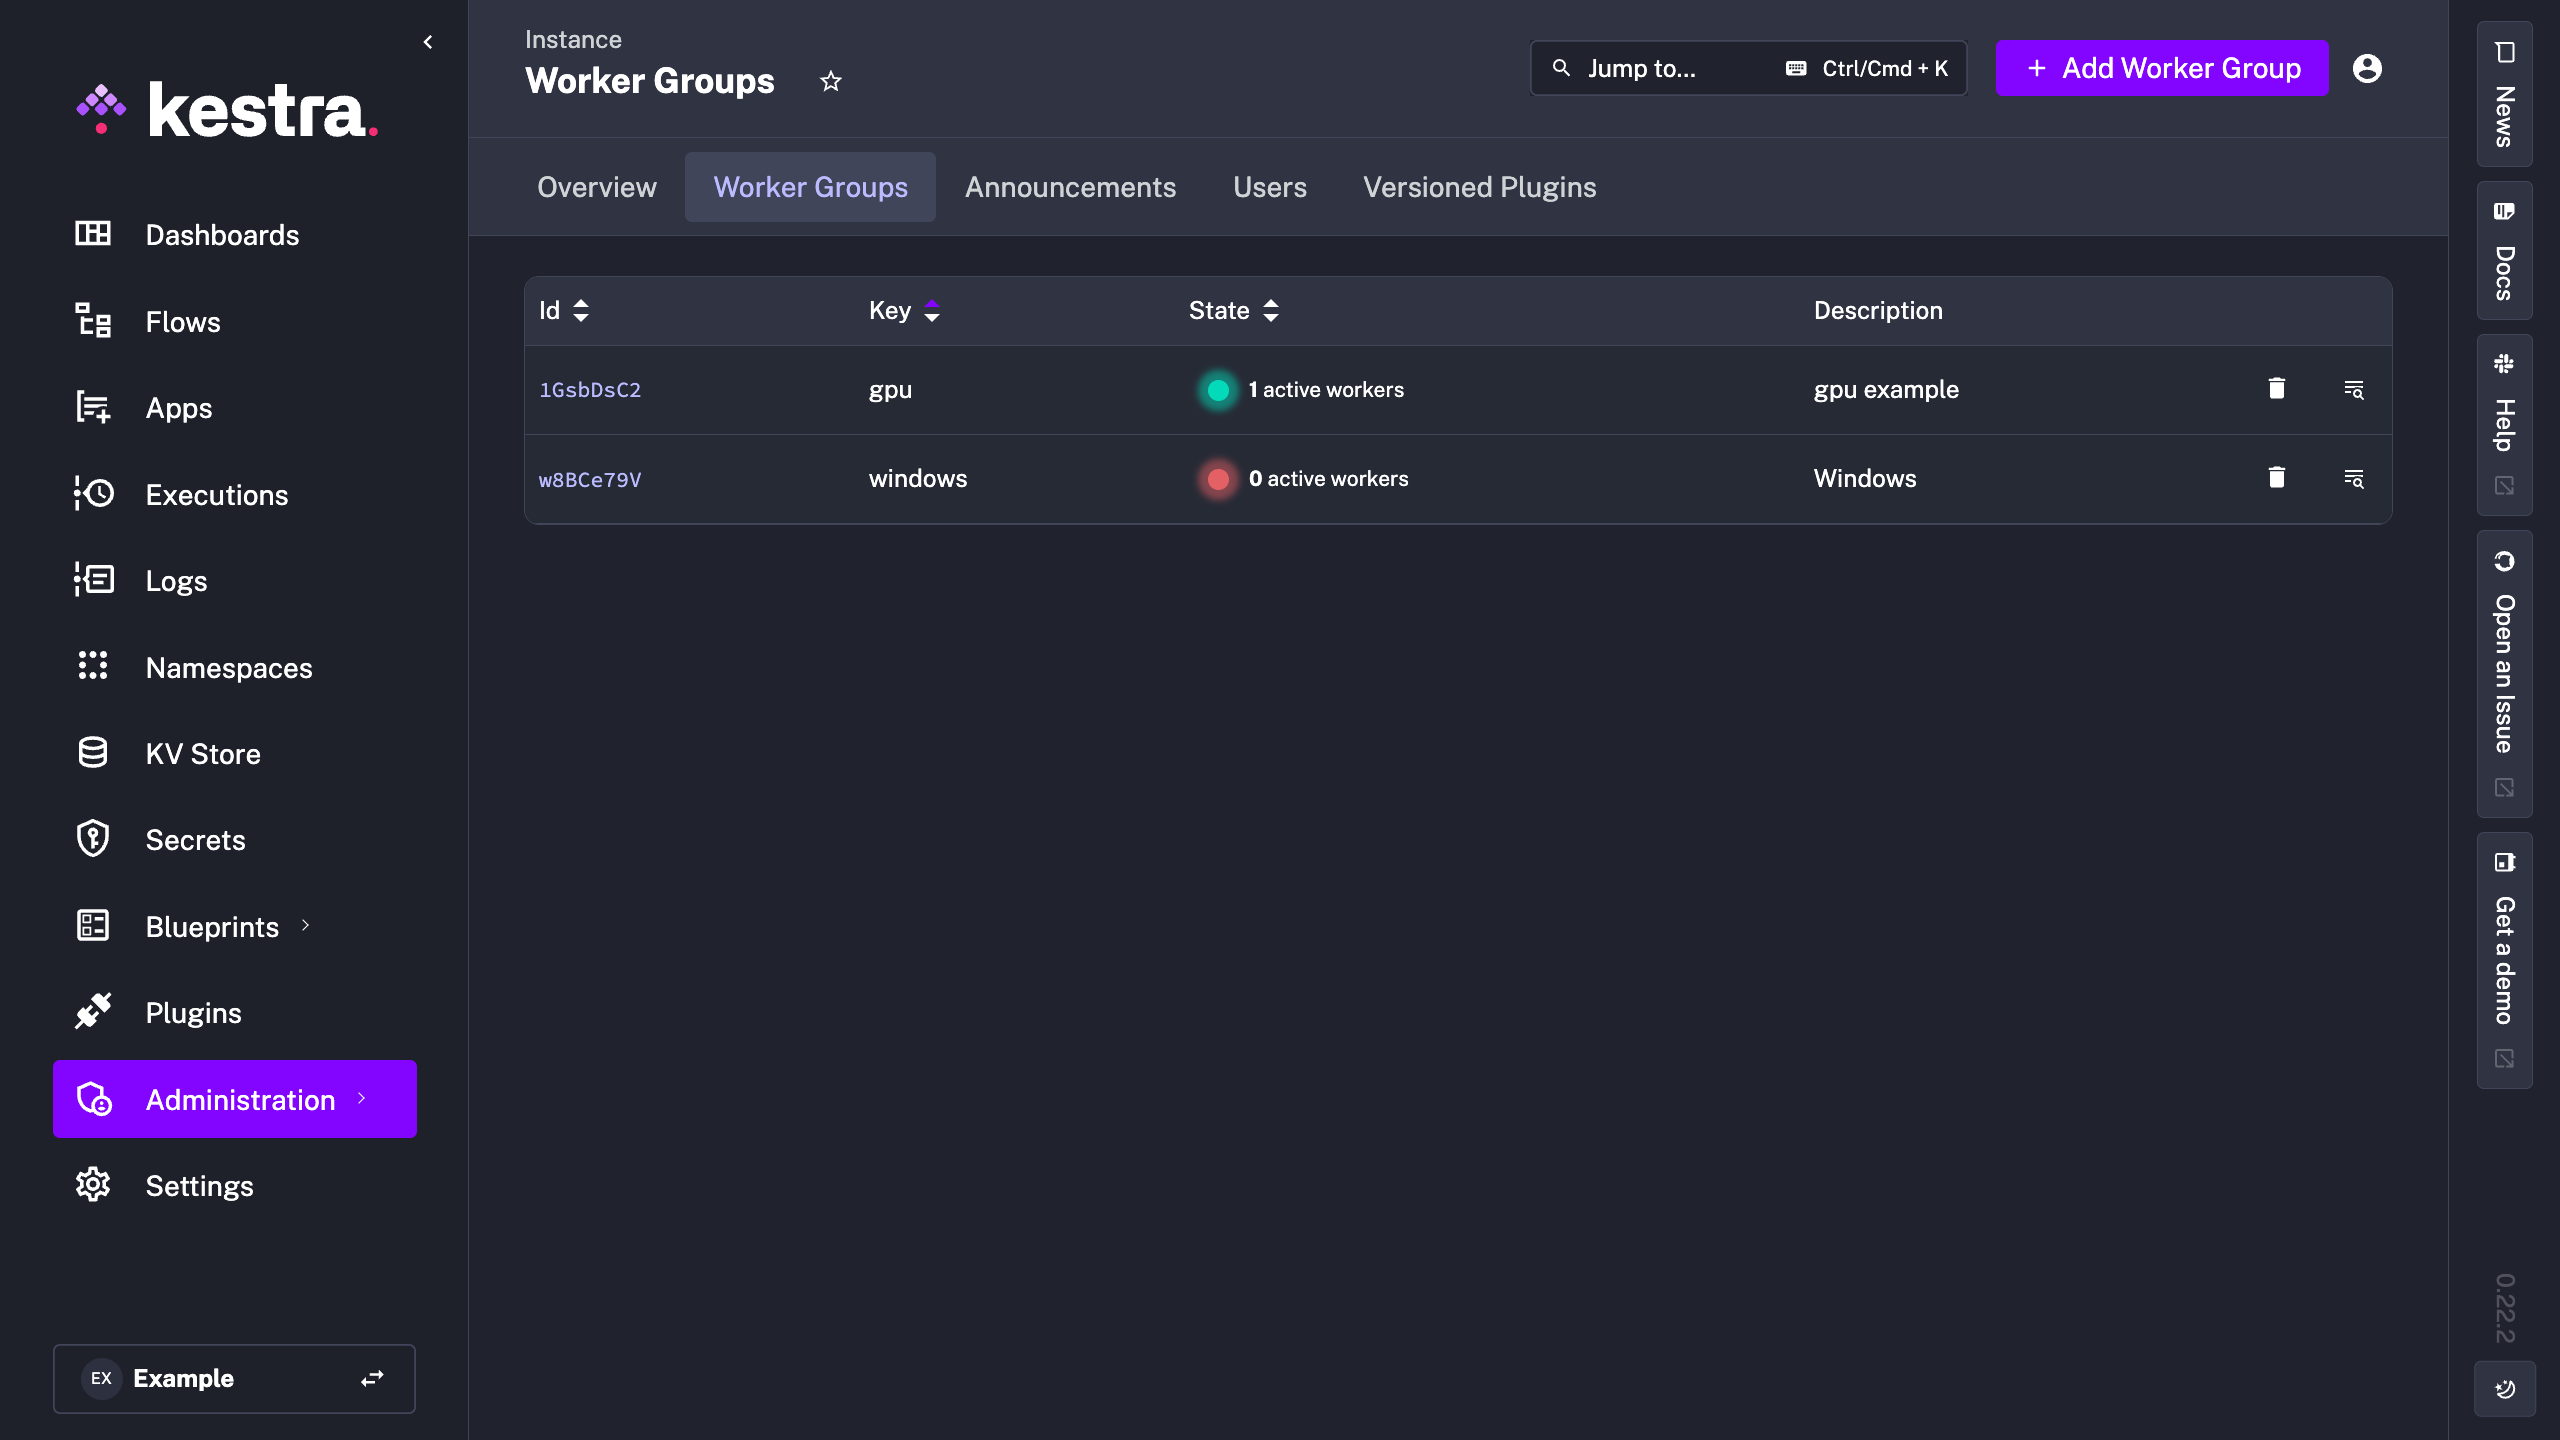 kestra.
Dashboards
Flows
Apps
Executions
Logs
Namespaces
KV Store
Secrets
Blueprints
Plugins
Administration
Settings
EX Example
Instance
Worker Groups
Jump to... Ctrl/Cmd + K
+ Add Worker Group
Overview Worker Groups Announcements Users Versioned Plugins
Id Key State Description
1GsbDsC2 gpu 1 active workers gpu example
w8BCe79V windows 0 active workers Windows
News
Docs
Help
Open an Issue
Get a demo
0.22.2